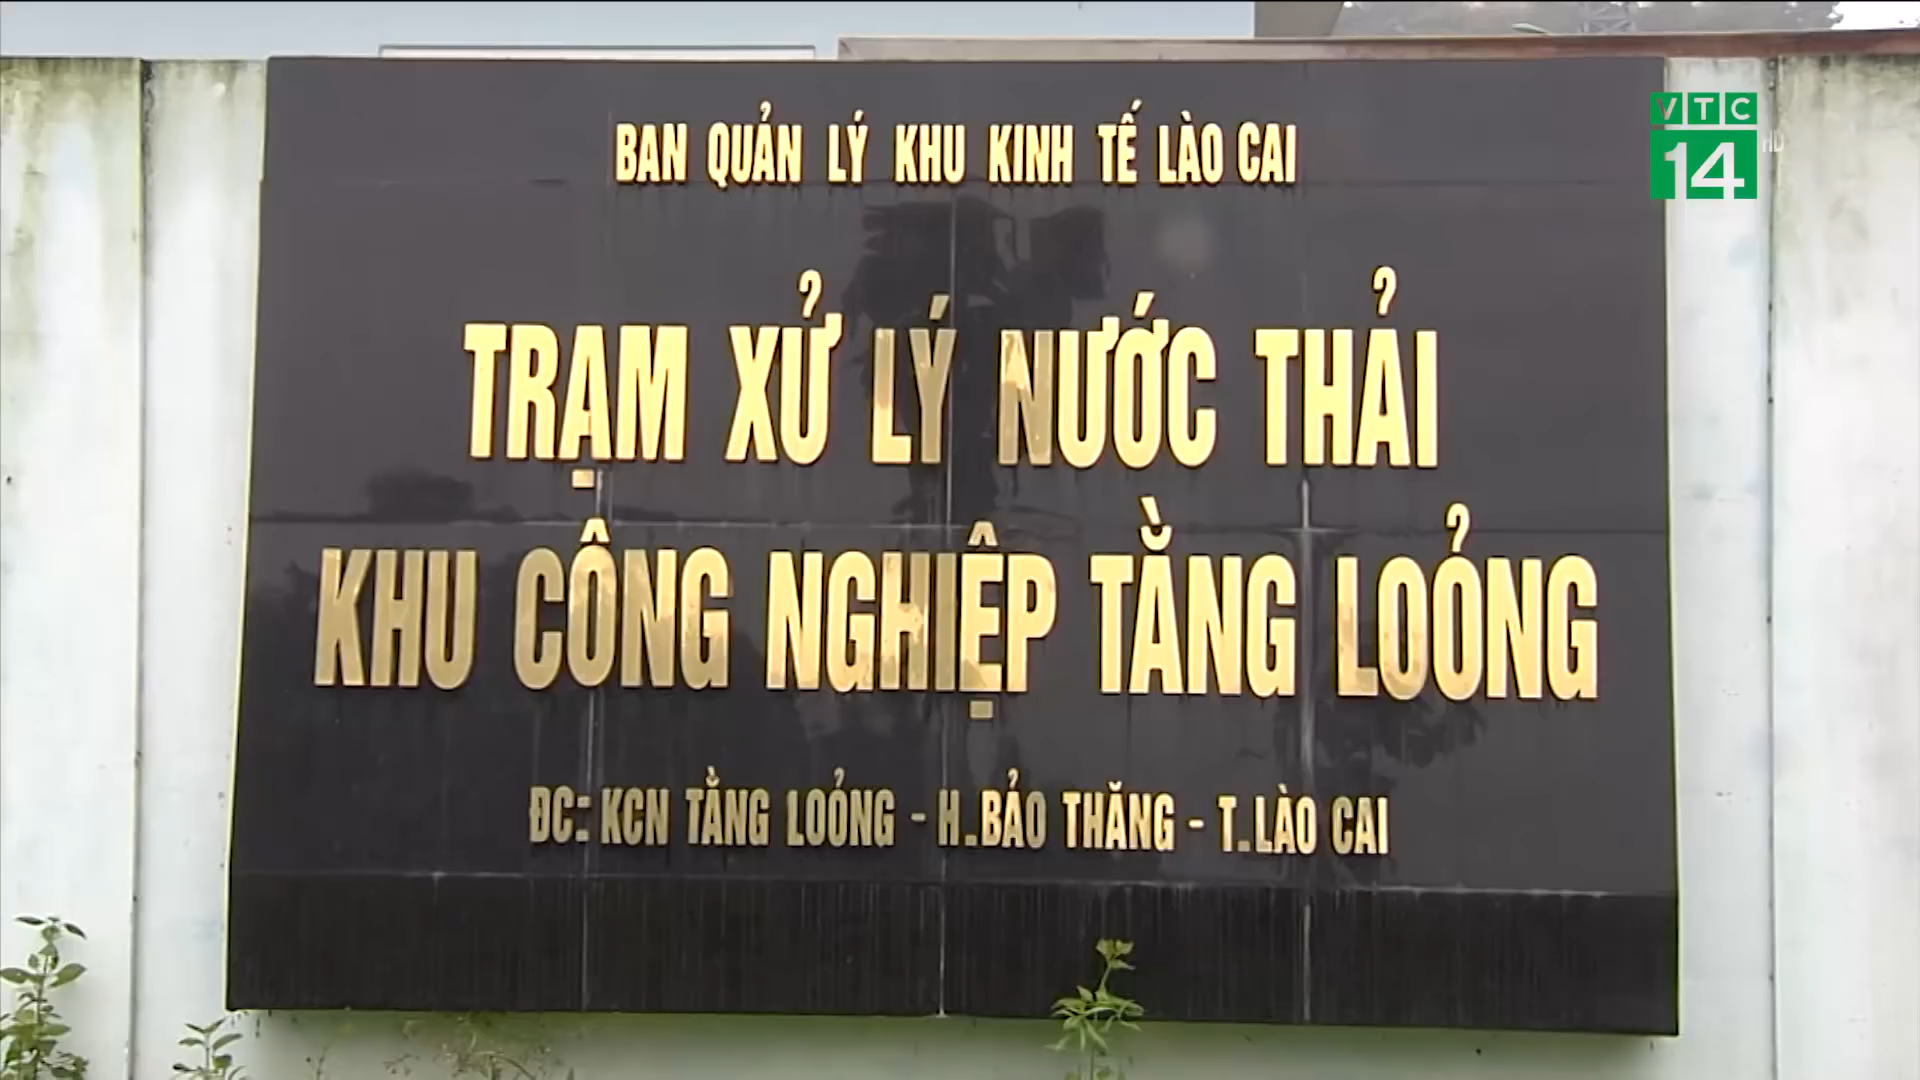 BAN QUẢN LÝ KHU KINH TẾ LÀO CAI
VTC
14 HD
TRẠM XỬ LÝ NƯỚC THẢI
KHU CÔNG NGHIỆP TẰNG LOỎNG
ĐC: KCN TẰNG LOỎNG - H.BẢO THĂNG - T.LÀO CAI